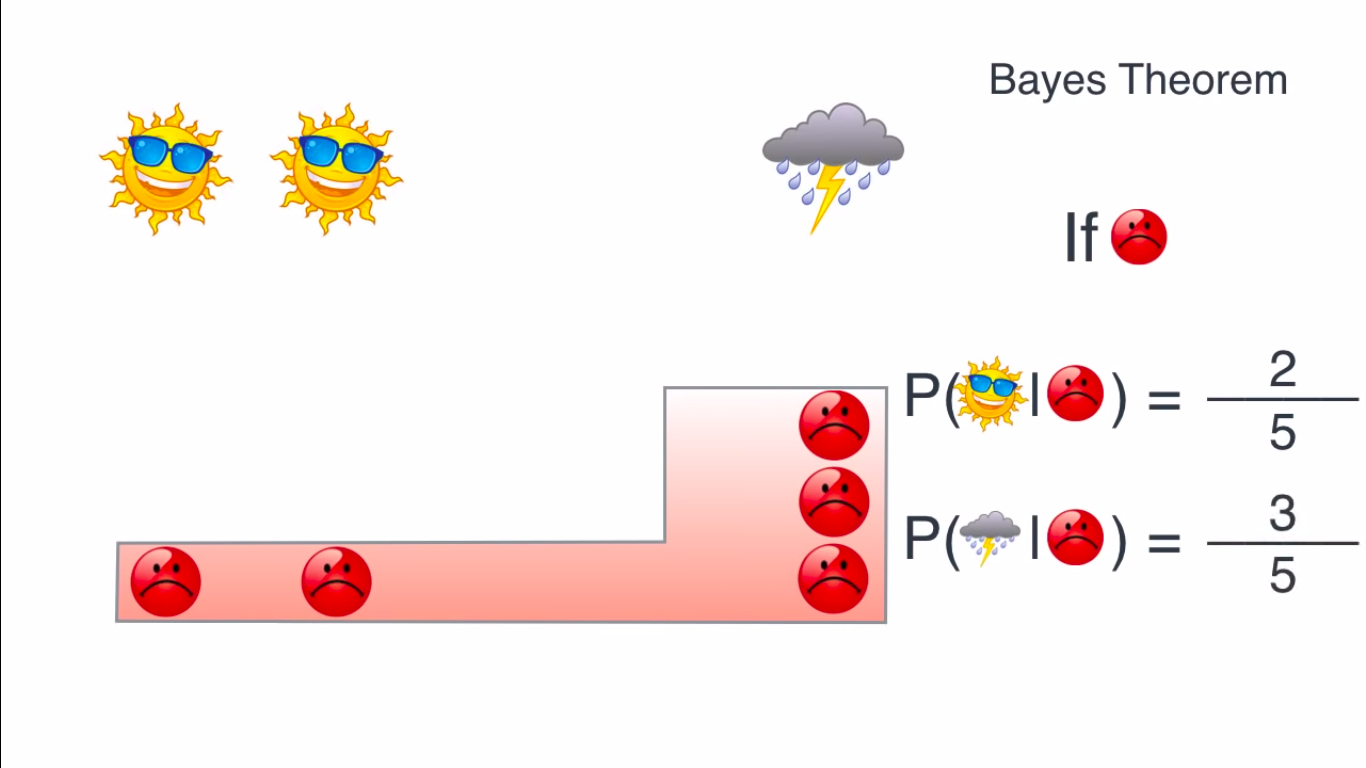 Bayes Theorem
If
P( | ) = 2/5
P( | ) = 3/5